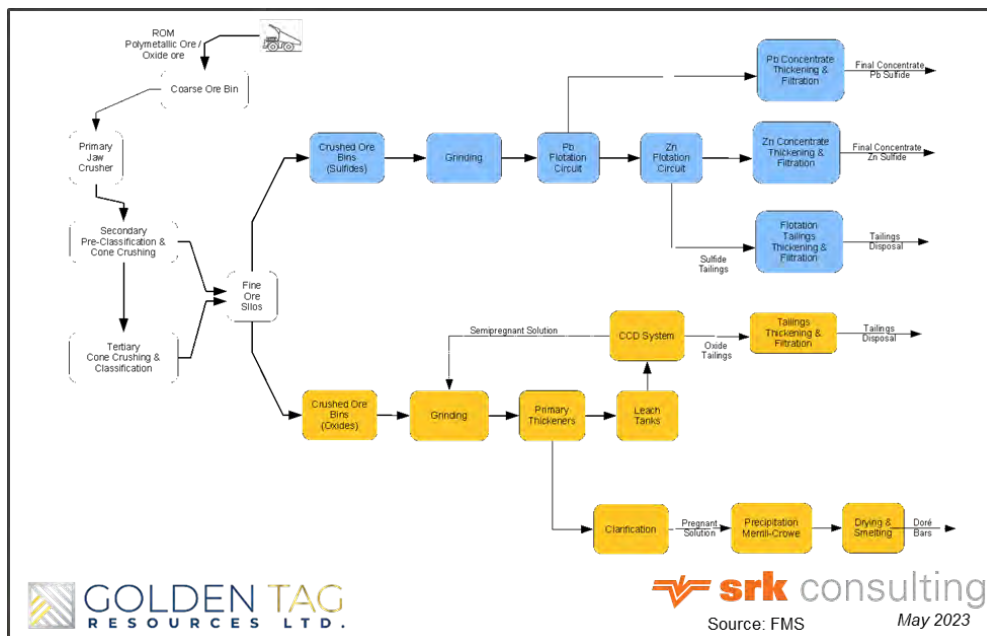 ROM
Polymetallic Ore /
Oxide ore
Coarse Ore Bin
Primary
Jaw
Crusher
Secondary
Pre-Classification &
Cone Crushing
Tertiary
Cone Crushing &
Classification
Fine
Ore
Silos
Crushed Ore
Bins
(Sulfides)
Grinding
Pb
Flotation
Circuit
Zn
Flotation
Circuit
Pb Concentrate
Thickening &
Filtration
Final Concentrate
Pb Sulfide
Zn Concentrate
Thickening &
Filtration
Final Concentrate
Zn Sulfide
Flotation
Tailings
Thickening &
Filtration
Sulfide
Tailings
Tailings
Disposal
Semipregnant Solution
CCD System
Oxide
Tailings
Tailings
Thickening &
Filtration
Tailings
Disposal
Crushed Ore
Bins
(Oxides)
Grinding
Primary
Thickeners
Leach
Tanks
Clarification
Pregnant
Solution
Precipitation
Merrill-Crowe
Drying &
Smelting
Doré
Bars
GOLDEN TAG
RESOURCES LTD.
srk consulting
Source: FMS
May 2023